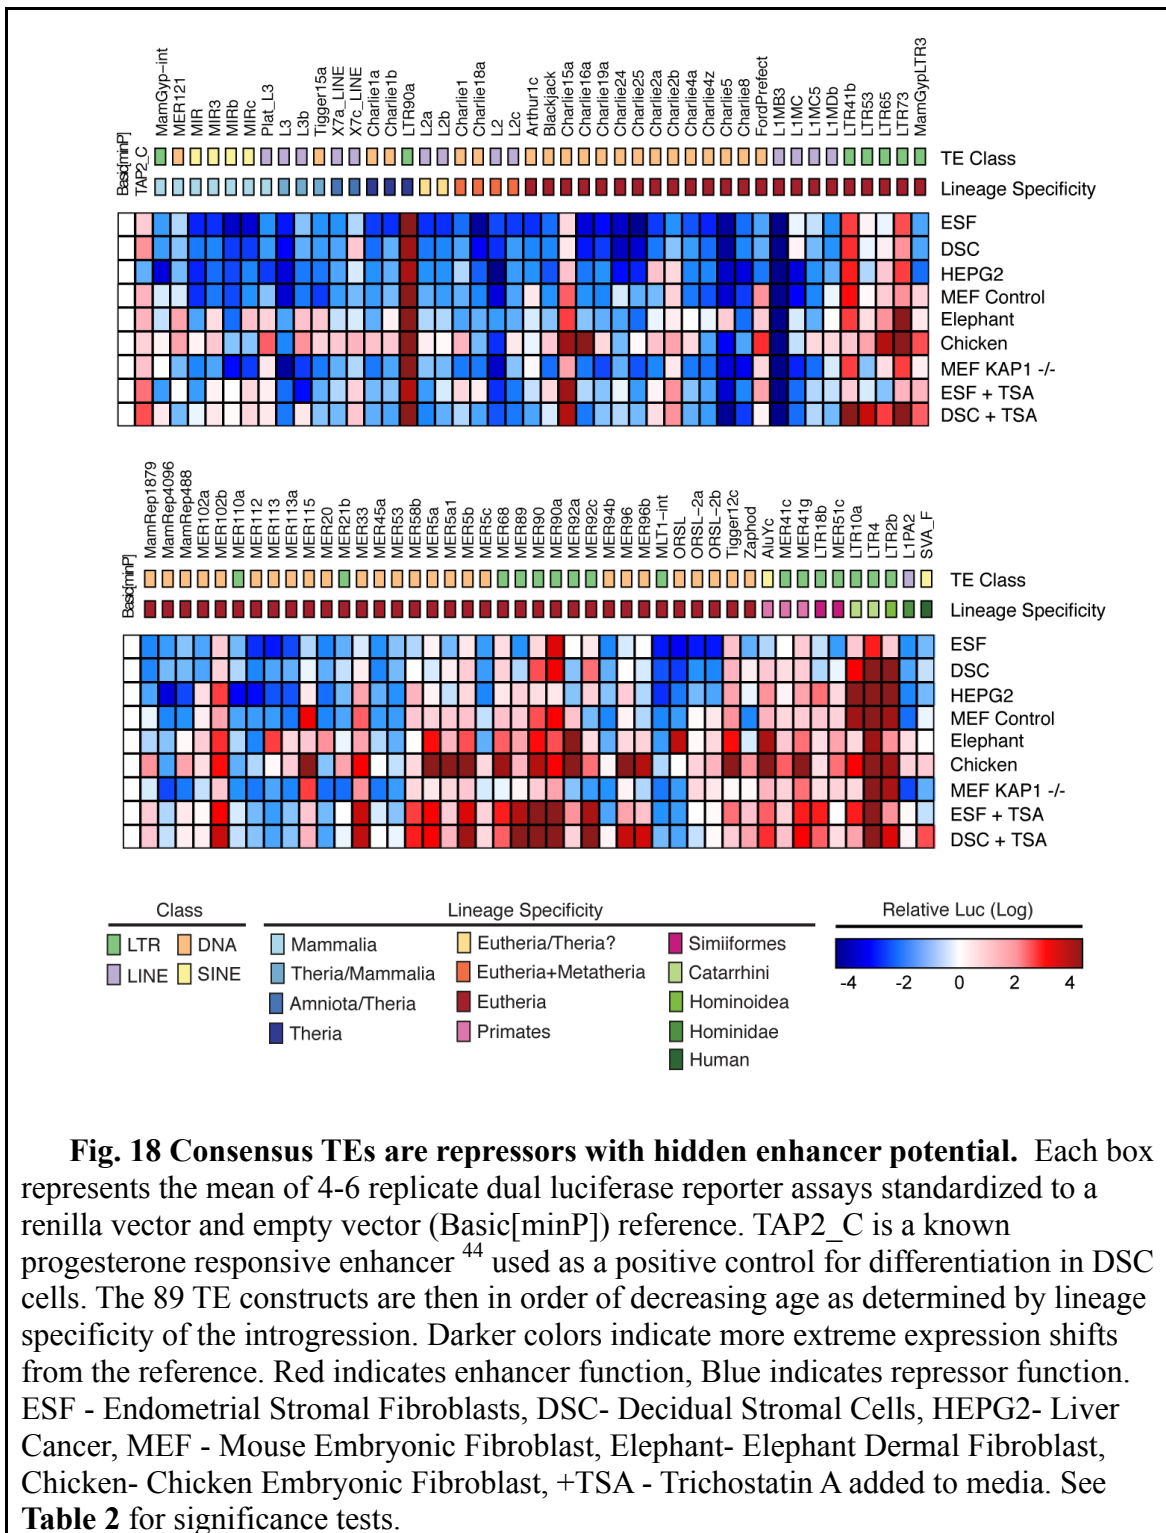 Basic[minP]
TAP2_C
MamGyp-int
MER121
MIR
MIR3
MIRb
MIRc
Plat_L3
L3
L3b
Tigger15a
X7a_LINE
X7c_LINE
Charlie1a
Charlie1b
LTR90a
L2a
L2b
Charlie1
Charlie18a
L2
L2c
Arthur1c
Blackjack
Charlie15a
Charlie16a
Charlie19a
Charlie24
Charlie25
Charlie2a
Charlie2b
Charlie4a
Charlie4z
Charlie5
Charlie8
FordPrefect
L1MB3
L1MC
L1MC5
L1MDb
LTR41b
LTR53
LTR65
LTR73
MamGypLTR3
TE Class
Lineage Specificity
ESF
DSC
HEPG2
MEF Control
Elephant
Chicken
MEF KAP1 -/-
ESF + TSA
DSC + TSA
Basic[minP]
MamRep1879
MamRep4096
MamRep488
MER102a
MER102b
MER110a
MER112
MER113
MER113a
MER115
MER20
MER21b
MER33
MER45a
MER53
MER58b
MER5a
MER5a1
MER5b
MER5c
MER68
MER89
MER90
MER90a
MER92a
MER92c
MER94b
MER96
MER96b
MLT1-int
ORSL
ORSL-2a
ORSL-2b
Tigger12c
Zaphod
AluYc
MER41c
MER41g
LTR18b
MER51c
LTR10a
LTR4
LTR2b
L1PA2
SVA_F
TE Class
Lineage Specificity
ESF
DSC
HEPG2
MEF Control
Elephant
Chicken
MEF KAP1 -/-
ESF + TSA
DSC + TSA
Class
LTR
DNA
LINE
SINE
Lineage Specificity
Mammalia
Theria/Mammalia
Amniota/Theria
Theria
Eutheria/Theria?
Eutheria+Metatheria
Eutheria
Primates
Simiiformes
Catarrhini
Hominoidea
Hominidae
Human
Relative Luc (Log)
-4 -2 0 2 4
Fig. 18 Consensus TEs are repressors with hidden enhancer potential. Each box
represents the mean of 4-6 replicate dual luciferase reporter assays standardized to a
renilla vector and empty vector (Basic[minP]) reference. TAP2_C is a known
progesterone responsive enhancer 44 used as a positive control for differentiation in DSC
cells. The 89 TE constructs are then in order of decreasing age as determined by lineage
specificity of the introgression. Darker colors indicate more extreme expression shifts
from the reference. Red indicates enhancer function, Blue indicates repressor function.
ESF - Endometrial Stromal Fibroblasts, DSC- Decidual Stromal Cells, HEPG2- Liver
Cancer, MEF - Mouse Embryonic Fibroblast, Elephant- Elephant Dermal Fibroblast,
Chicken- Chicken Embryonic Fibroblast, +TSA - Trichostatin A added to media. See
Table 2 for significance tests.